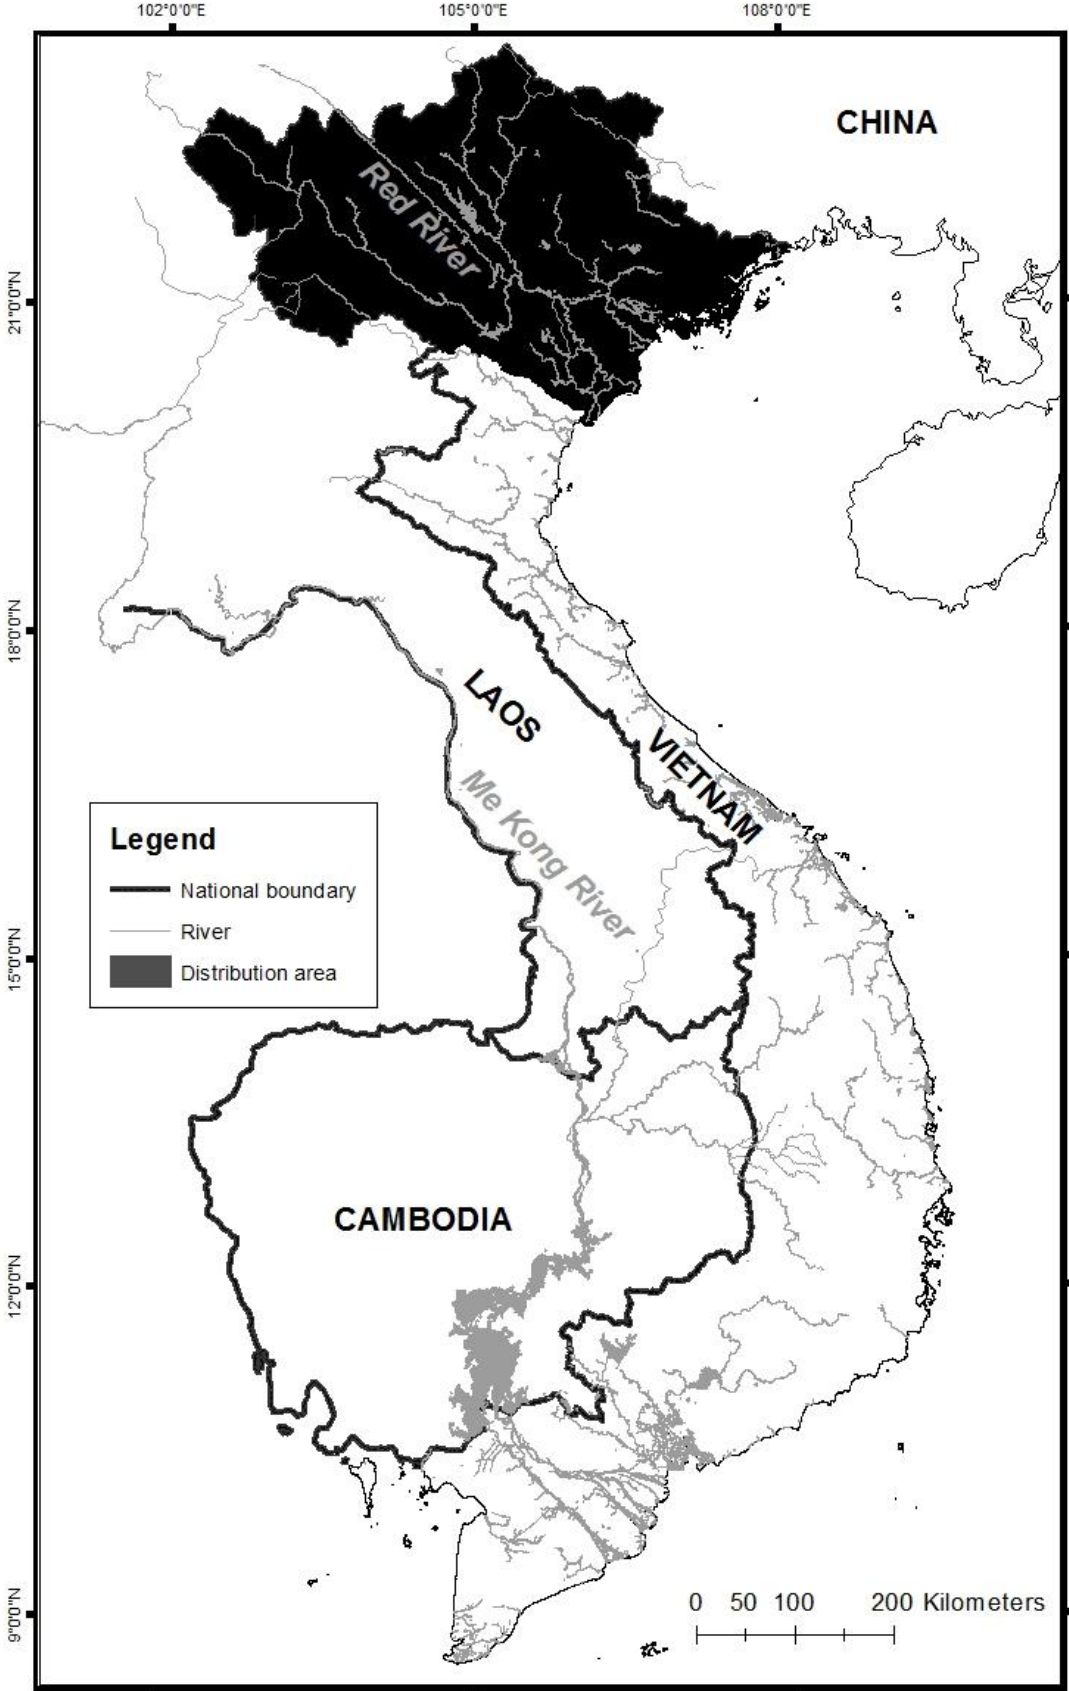 102°0'0"E 105°0'0"E 108°0'0"E
CHINA
Red River
21°0'0"N
18°0'0"N
LAOS
VIETNAM
Me Kong River
Legend
National boundary
River
Distribution area
15°0'0"N
CAMBODIA
12°0'0"N
9°0'0"N
0 50 100 200 Kilometers